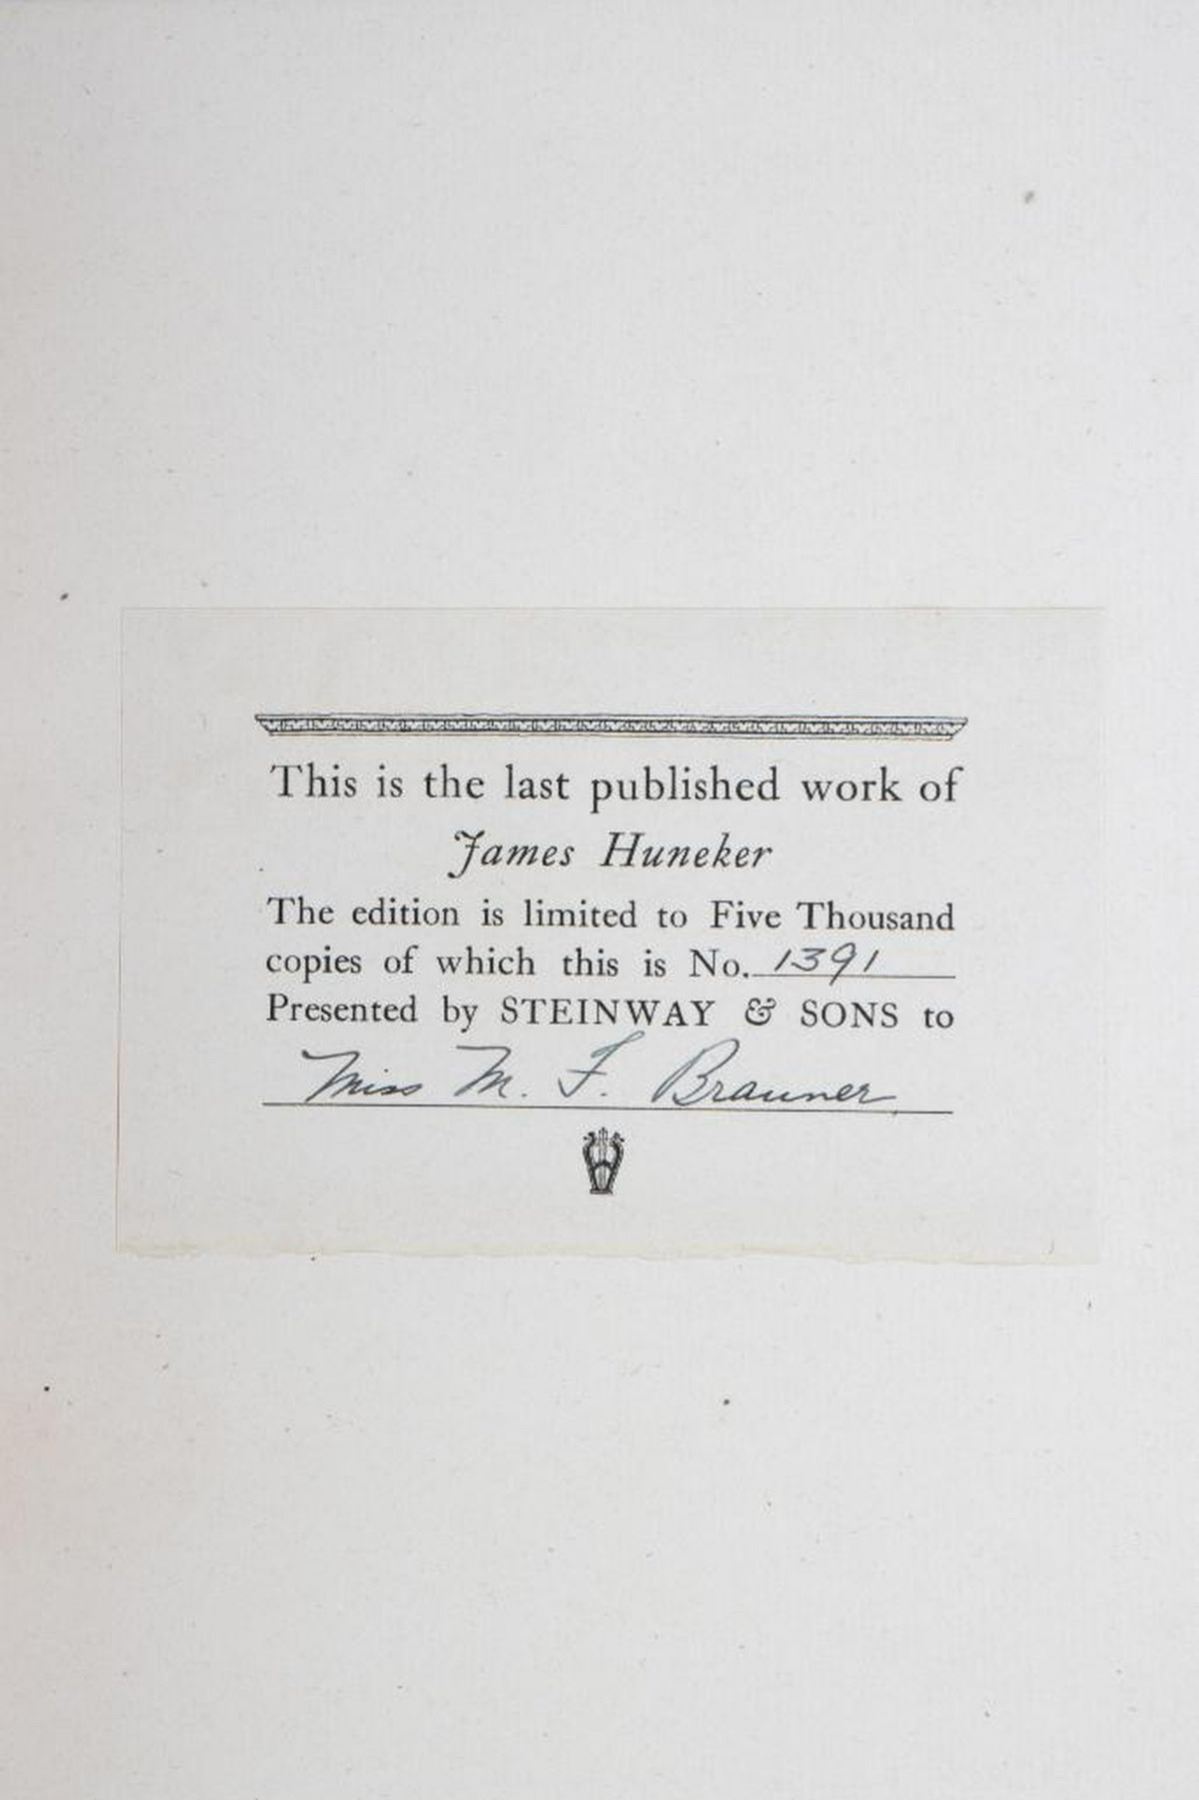 This is the last published work of
James Huneker
The edition is limited to Five Thousand
copies of which this is No. 1391
Presented by STEINWAY & SONS to
Miss M. F. Brauner